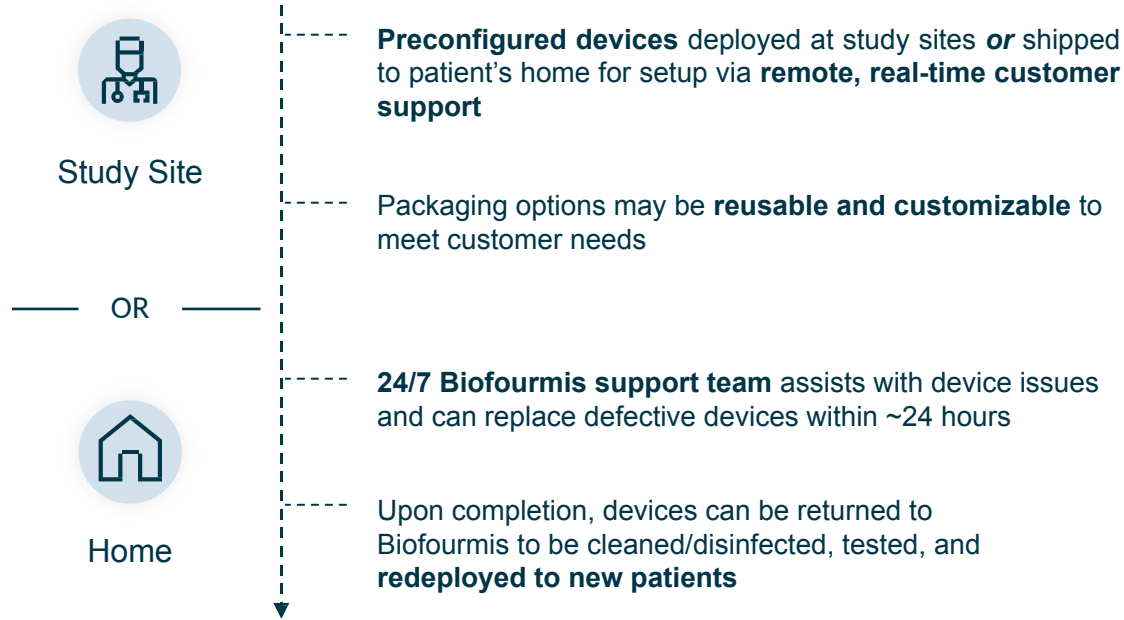 Study Site
OR
Home
Preconfigured devices deployed at study sites or shipped
to patient's home for setup via remote, real-time customer
support
Packaging options may be reusable and customizable to
meet customer needs
24/7 Biofourmis support team assists with device issues
and can replace defective devices within ~24 hours
Upon completion, devices can be returned to
Biofourmis to be cleaned/disinfected, tested, and
redeployed to new patients